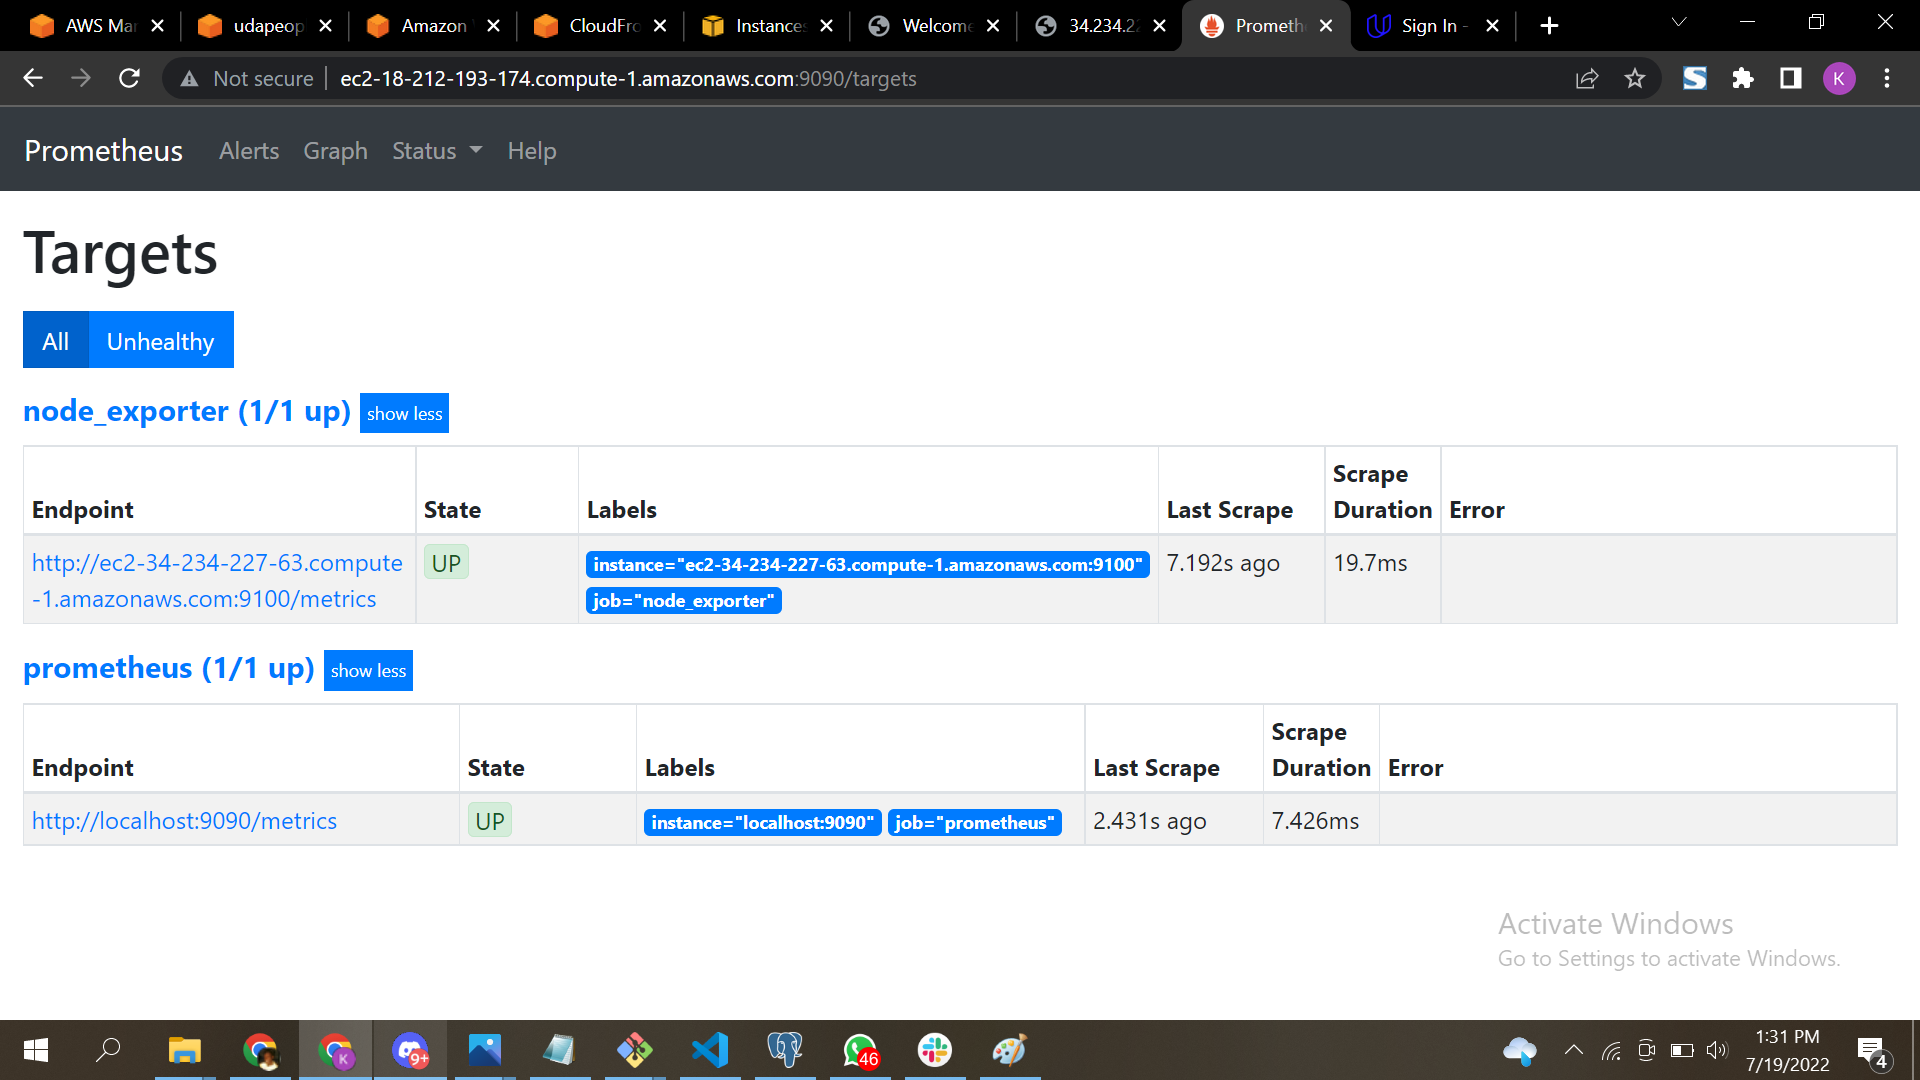 AWS Mar
udapeop
Amazon
CloudFro
Instances
Welcome
34.234.22
Prometh
Sign In -
Not secure
ec2-18-212-193-174.compute-1.amazonaws.com:9090/targets
K
Prometheus
Alerts
Graph
Status
Help
Targets
All
Unhealthy
node_exporter (1/1 up)
show less
Endpoint
State
Labels
Last Scrape
Scrape
Duration
Error
http://ec2-34-234-227-63.compute
-1.amazonaws.com:9100/metrics
UP
instance="ec2-34-234-227-63.compute-1.amazonaws.com:9100"
job="node_exporter"
7.192s ago
19.7ms
prometheus (1/1 up)
show less
Endpoint
State
Labels
Last Scrape
Scrape
Duration
Error
http://localhost:9090/metrics
UP
instance="localhost:9090"
job="prometheus"
2.431s ago
7.426ms
Activate Windows
Go to Settings to activate Windows.
K
9+
46
1:31 PM
7/19/2022
4